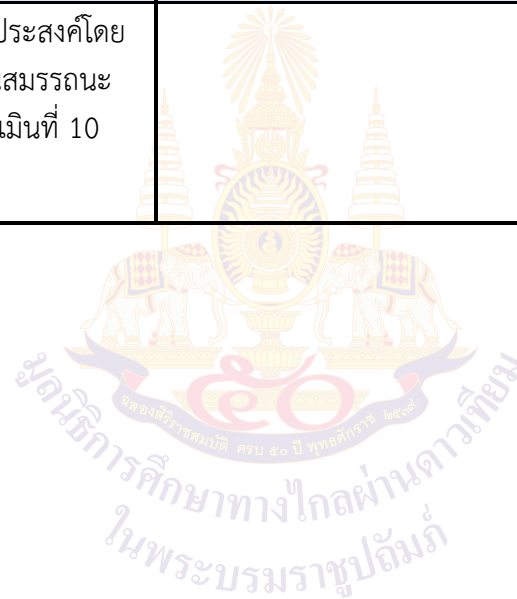 ประสงค์โดย
สมรรถนะ
เมินที่ 10
ฉลองสิริราชสมบัติ ครบ ๕๐ ปี พุทธศักราช ๒๕๓๙
๕๐
มูลนิธิการศึกษาทางไกลผ่านดาวเทียม
ในพระบรมราชูปถัมภ์